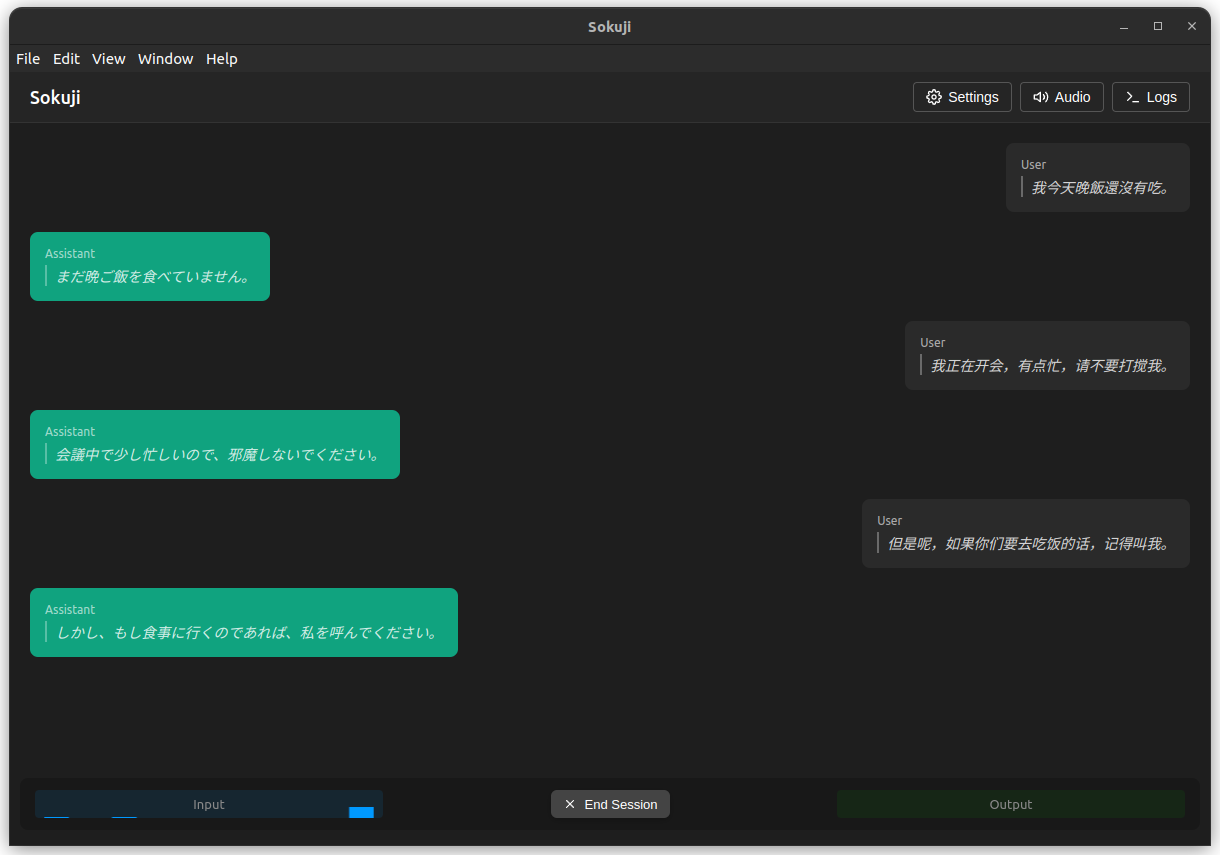 Sokuji
File Edit View Window Help
Sokuji
Settings Audio Logs
User
我今天晚飯還沒有吃。
Assistant
まだ晩ご飯を食べていません。
User
我正在开会，有点忙，请不要打搅我。
Assistant
会議中で少し忙しいので、邪魔しないでください。
User
但是呢，如果你们要去吃饭的话，记得叫我。
Assistant
しかし、もし食事に行くのであれば、私を呼んでください。
Input End Session Output